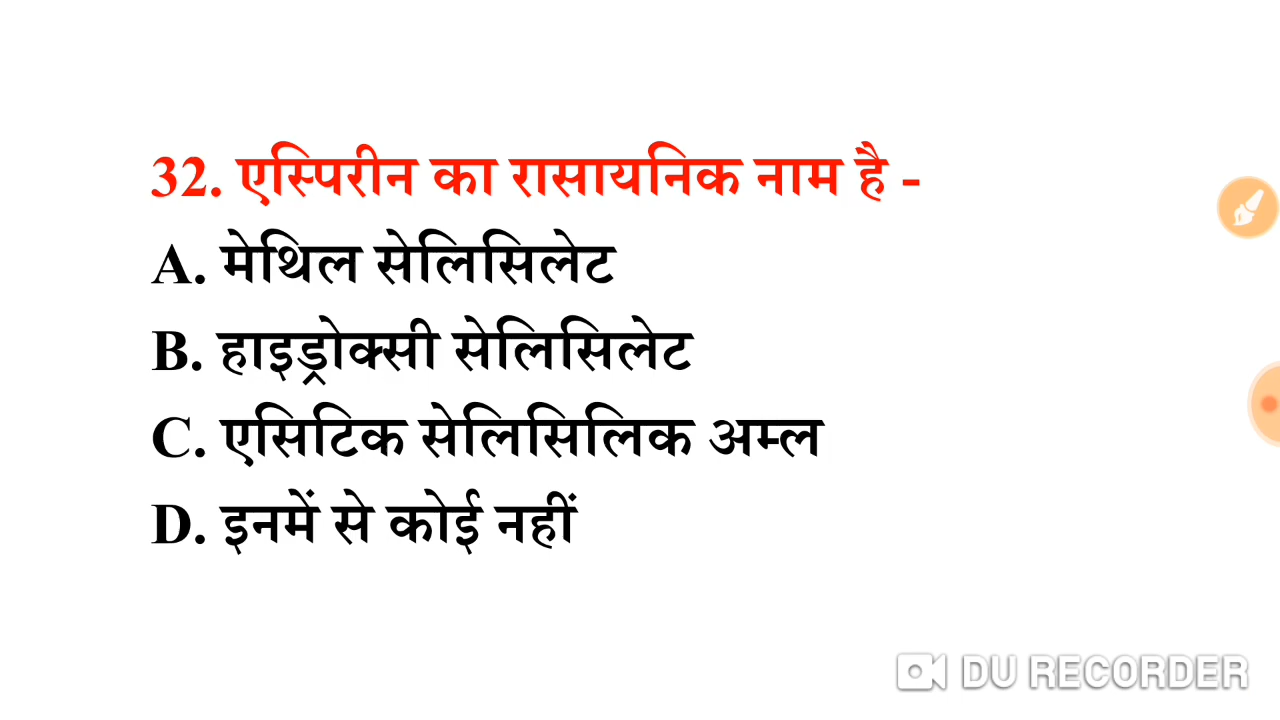 32. एस्पिरीन का रासायनिक नाम है -
A. मेथिल सेलिसिलेट
B. हाइड्रोक्सी सेलिसिलेट
C. एसिटिक सेलिसिलिक अम्ल
D. इनमें से कोई नहीं
DU RECORDER